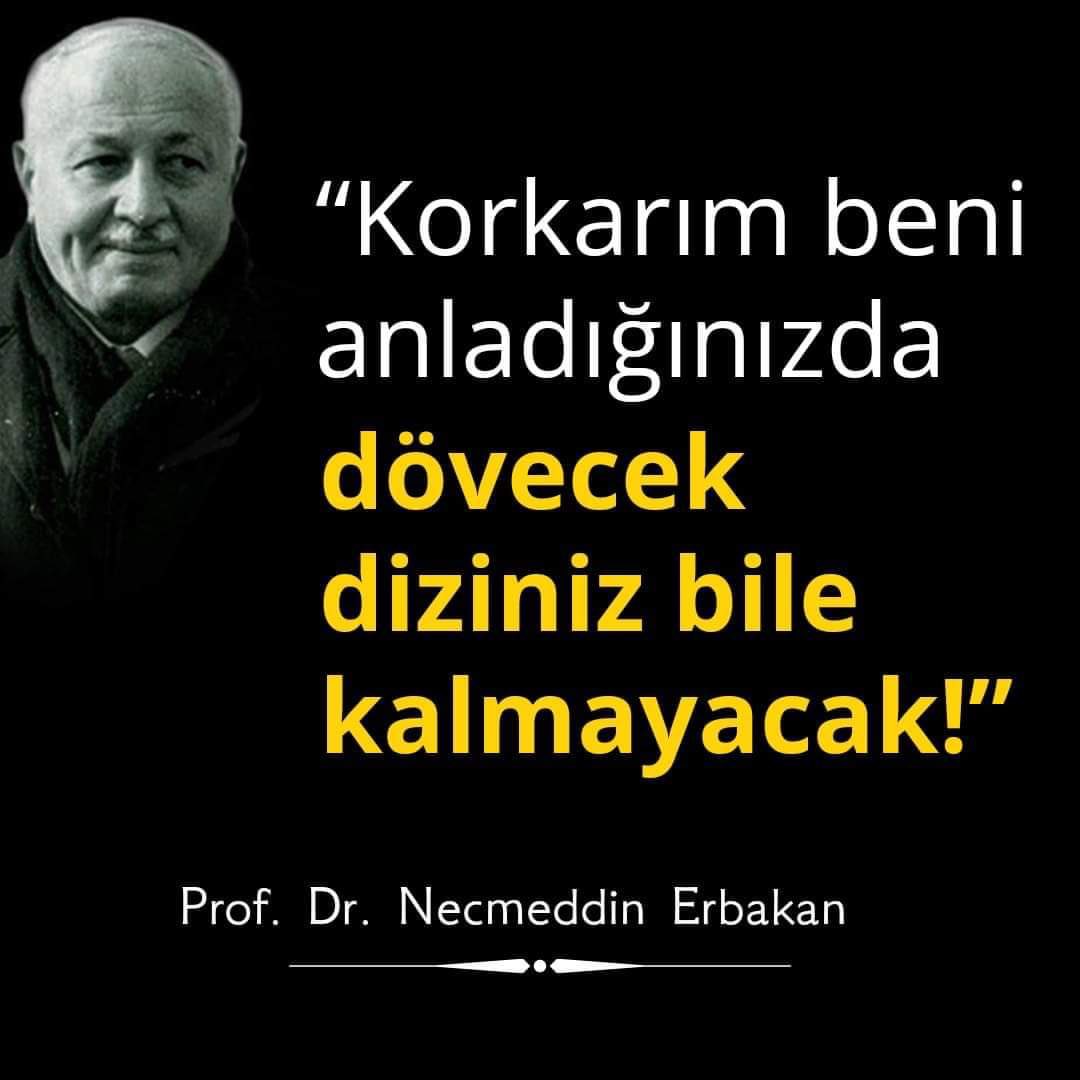 “Korkarım beni
anladığınızda
dövecek
diziniz bile
kalmayacak!”
Prof. Dr. Necmeddin Erbakan